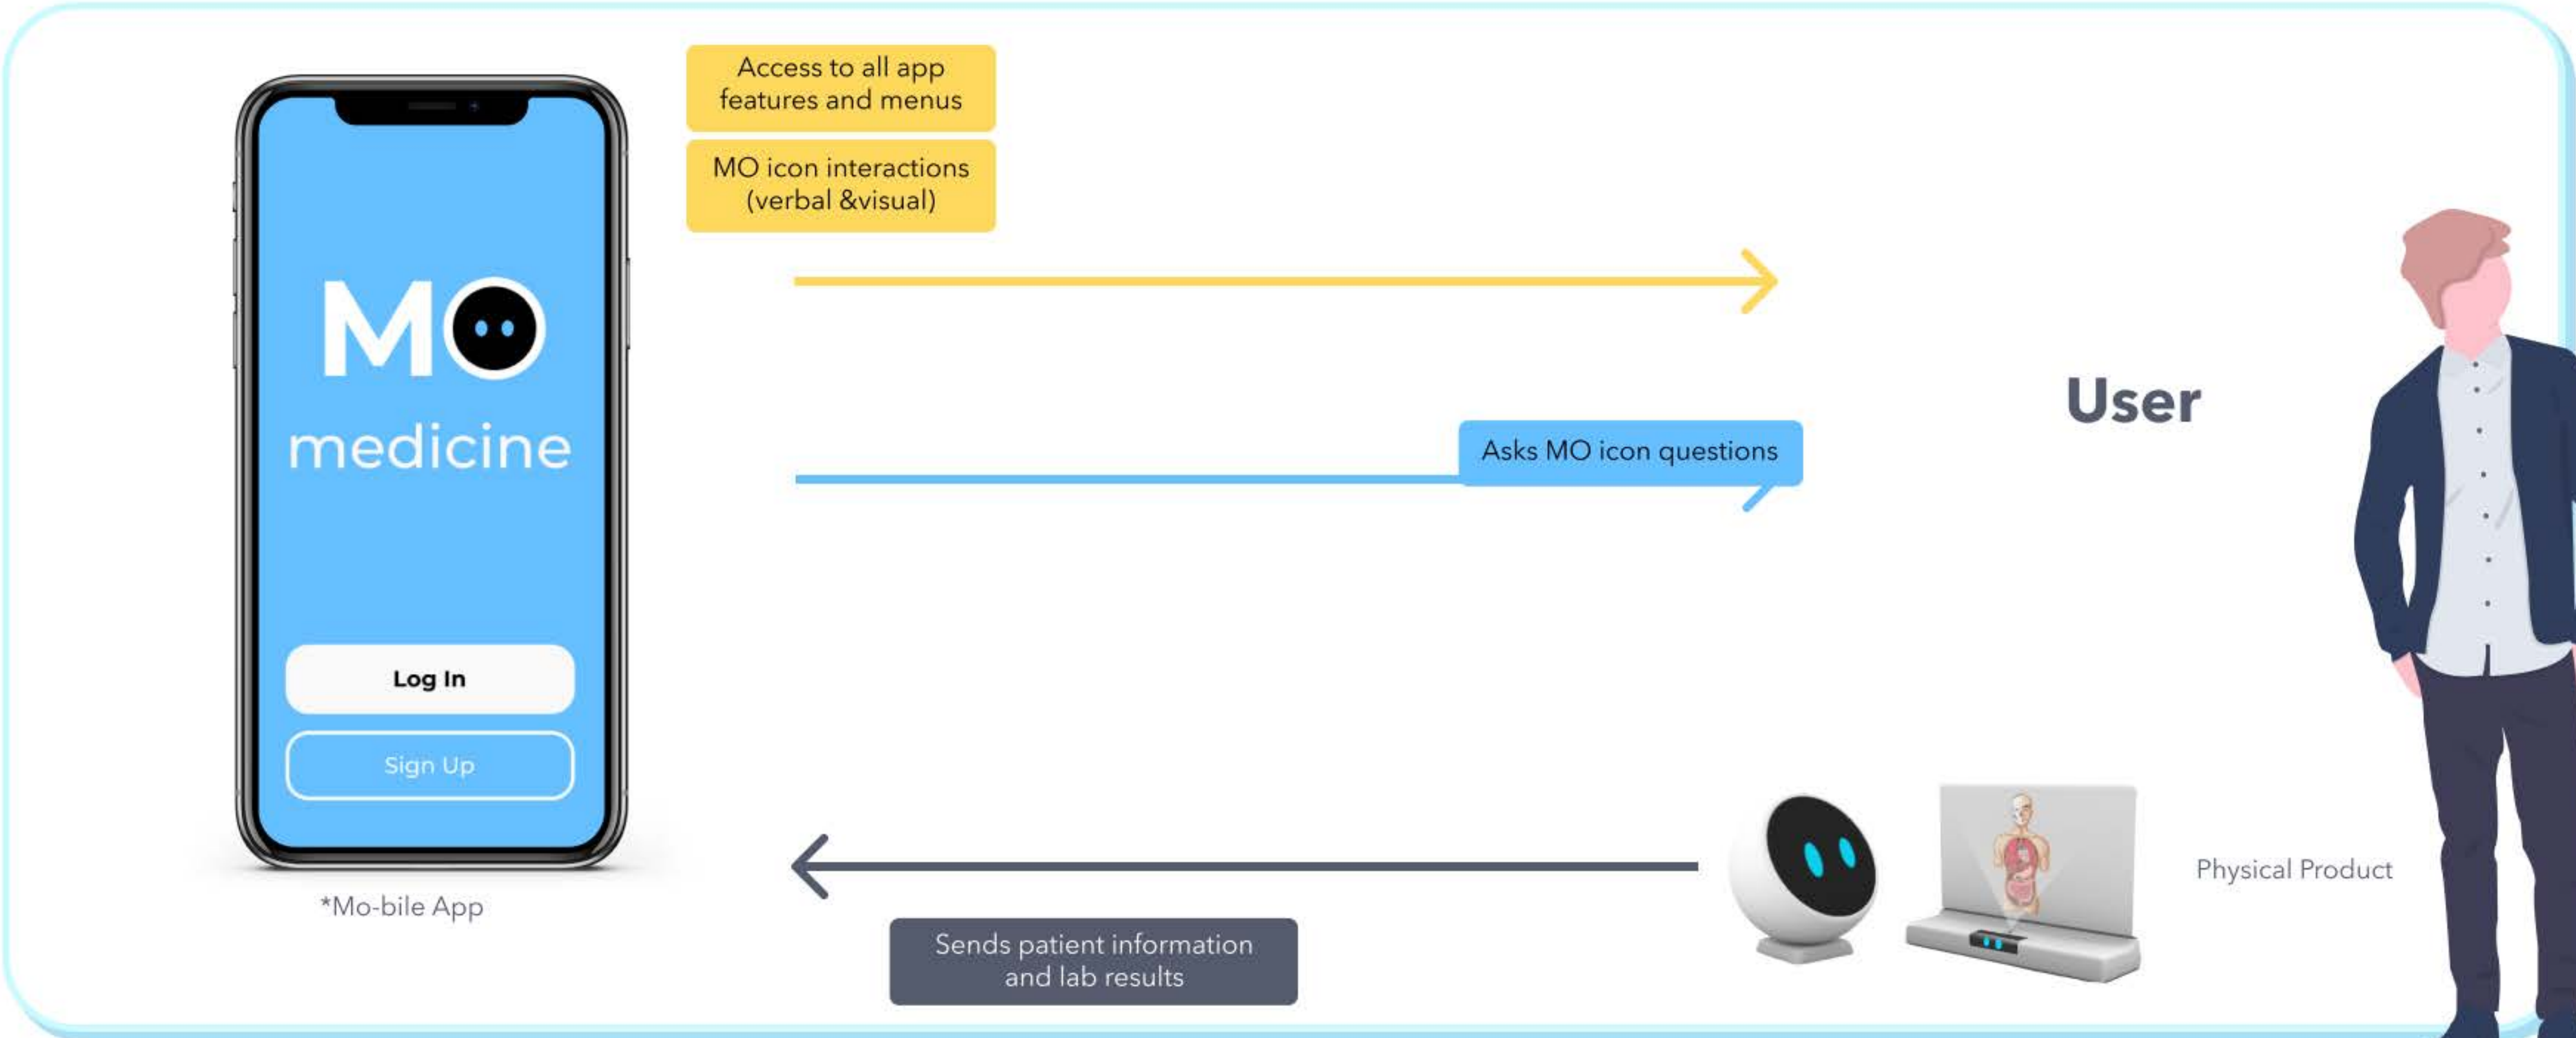 Access to all app
features and menus
MO icon interactions
(verbal &visual)
MO
medicine
User
Asks MO icon questions
Log In
Sign Up
Physical Product
*Mo-bile App
Sends patient information
and lab results